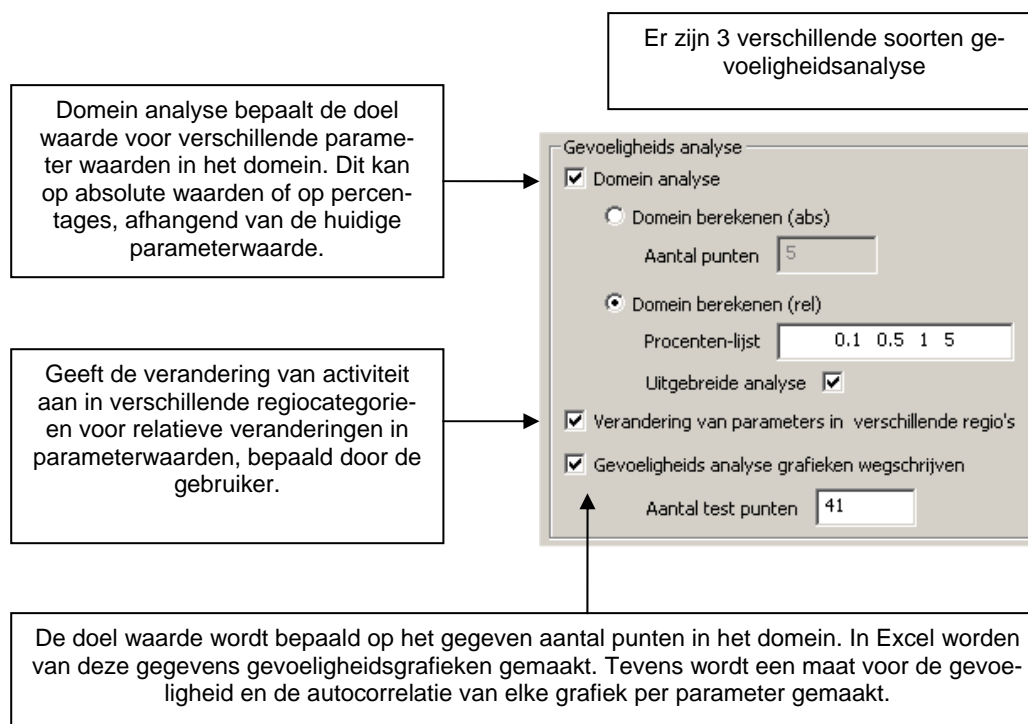 Er zijn 3 verschillende soorten ge-
voeligheidsanalyse
Domein analyse bepaalt de doel
waarde voor verschillende parame-
ter waarden in het domein. Dit kan
op absolute waarden of op percen-
tages, afhangend van de huidige
parameterwaarde.
Gevoeligheids analyse
Domein analyse
Domein berekenen (abs)
Aantal punten 5
Domein berekenen (rel)
Procenten-lijst 0.1 0.5 1 5
Uitgebreide analyse
Geeft de verandering van activiteit
aan in verschillende regiocategorie-
en voor relatieve veranderingen in
parameterwaarden, bepaald door de
gebruiker.
Verandering van parameters in verschillende regio's
Gevoeligheids analyse grafieken wegschrijven
Aantal test punten 41
De doel waarde wordt bepaald op het gegeven aantal punten in het domein. In Excel worden
van deze gegevens gevoeligheidsgrafieken gemaakt. Tevens wordt een maat voor de gevoe-
ligheid en de autocorrelatie van elke grafiek per parameter gemaakt.